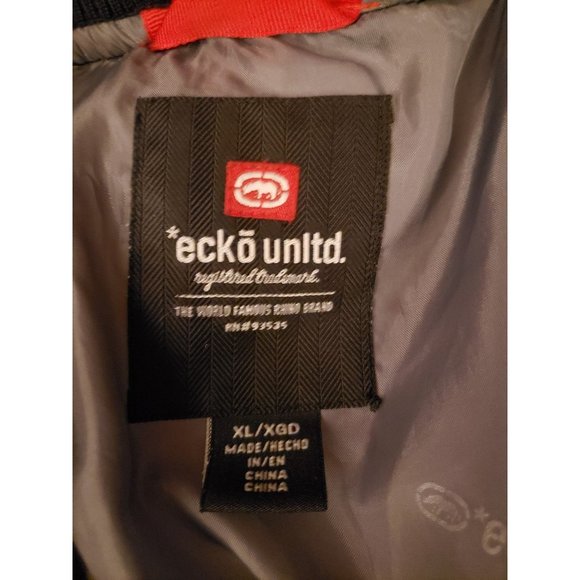 *eckō unltd.
registered trademark.
THE WORLD FAMOUS RHINO BRAND
RN#93535
XL/XGD
MADE/HECHO
IN/EN
CHINA
CHINA
*e